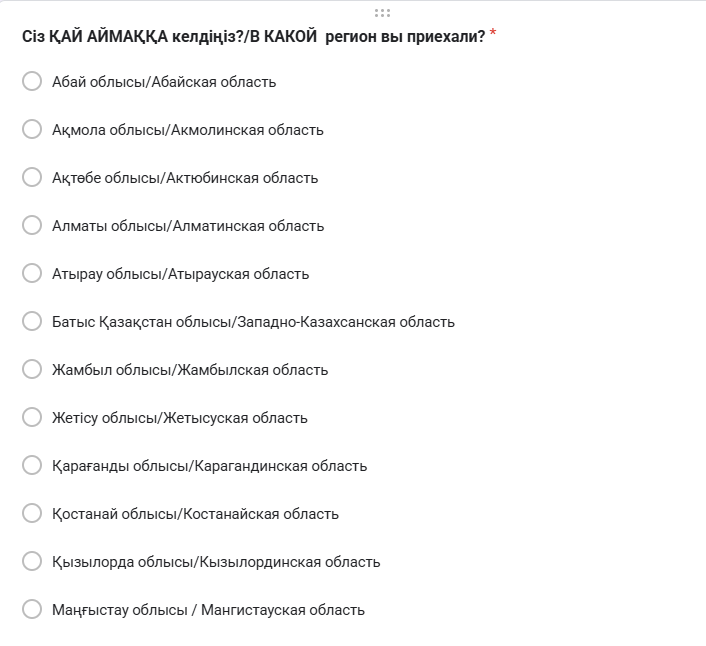 Сіз ҚАЙ АЙМАҚҚА келдіңіз?/В КАКОЙ  регион вы приехали? *
Абай облысы/Абайская область
Ақмола облысы/Акмолинская область
Ақтөбе облысы/Актюбинская область
Алматы облысы/Алматинская область
Атырау облысы/Атырауская область
Батыс Қазақстан облысы/Западно-Казахсанская область
Жамбыл облысы/Жамбылская область
Жетісу облысы/Жетысуская область
Қарағанды облысы/Карагандинская область
Қостанай облысы/Костанайская область
Қызылорда облысы/Кызылординская область
Маңғыстау облысы / Мангистауская область